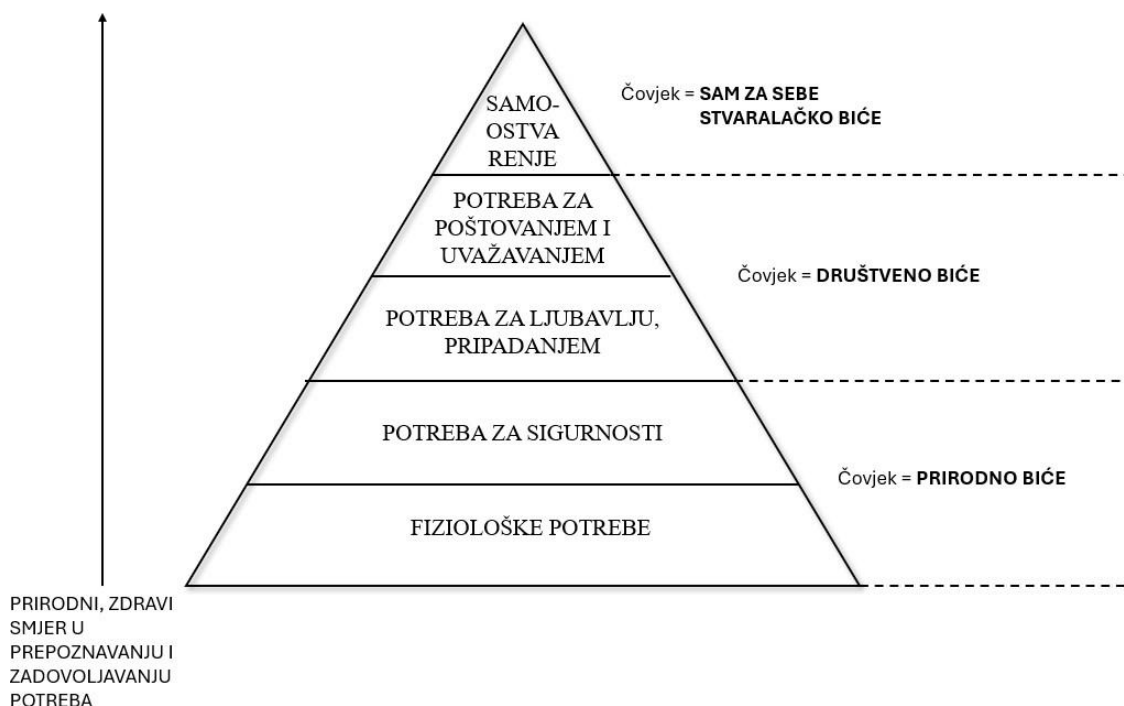 Čovjek = SAM ZA SEBE
STVARALAČKO BIĆE
SAMO-
OSTVA
RENJE
POTREBA ZA
POŠTOVANJEM I
UVAŽAVANJEM
Čovjek = DRUŠTVENO BIĆE
POTREBA ZA LJUBAVLJU,
PRIPADANJEM
POTREBA ZA SIGURNOSTI
Čovjek = PRIRODNO BIĆE
FIZIOLOŠKE POTREBE
PRIRODNI, ZDRAVI
SMJER U
PREPOZNAVANJU I
ZADOVOLJAVANJU
POTREBA